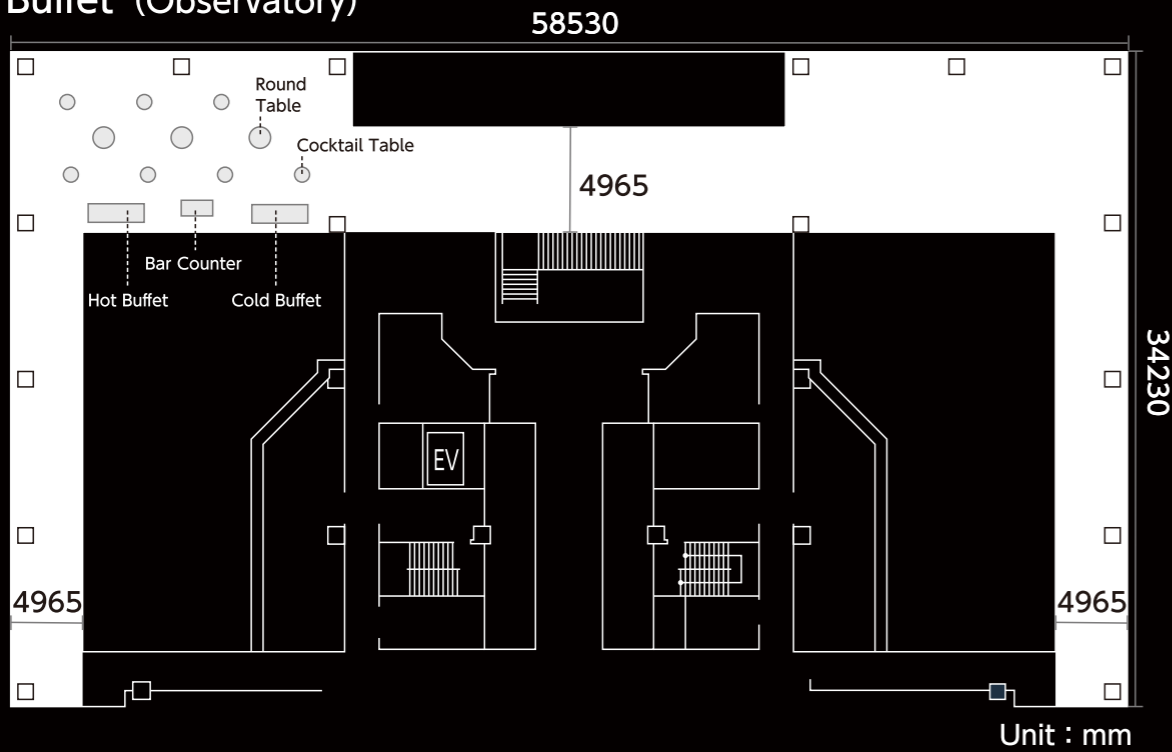 Buffet (Observatory)
58530
Round
Table
Cocktail Table
4965
Bar Counter
Hot Buffet
Cold Buffet
34230
EV
4965
4965
Unit : mm